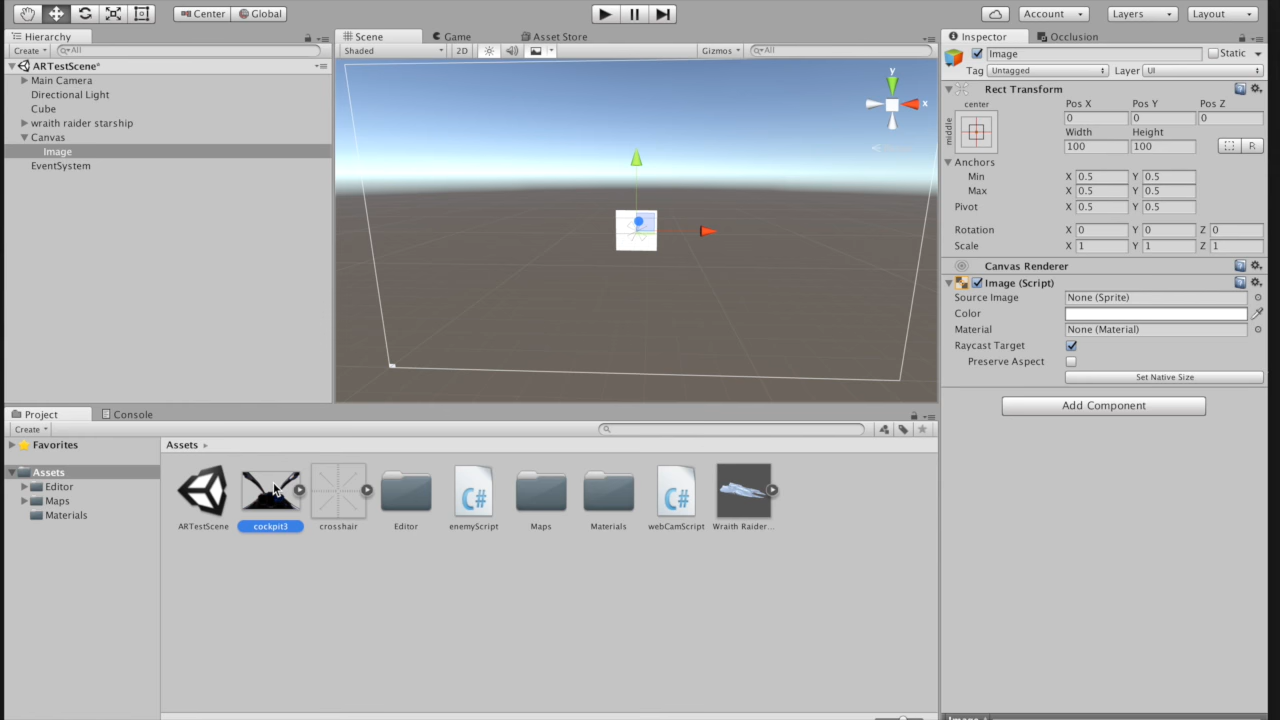 Center Global Account Layers Layout
Hierarchy Scene Game Asset Store Inspector Occlusion
Create All Shaded 2D Gizmos All
ARTestScene*
Main Camera
Directional Light
Cube
wraith raider starship
Canvas
Image
EventSystem
y
x
Image Static
Tag Untagged Layer UI
Rect Transform
center Pos X Pos Y Pos Z
middle 0 0 0
Width Height
100 100 R
Anchors
Min X 0.5 Y 0.5
Max X 0.5 Y 0.5
Pivot X 0.5 Y 0.5
Rotation X 0 Y 0 Z 0
Scale X 1 Y 1 Z 1
Canvas Renderer
Image (Script)
Source Image None (Sprite)
Color
Material None (Material)
Raycast Target
Preserve Aspect
Set Native Size
Add Component
Project Console
Create
Favorites
Assets
Editor
Maps
Materials
Assets
C# C#
ARTestScene cockpit3 crosshair Editor enemyScript Maps Materials webCamScript Wraith Raider...